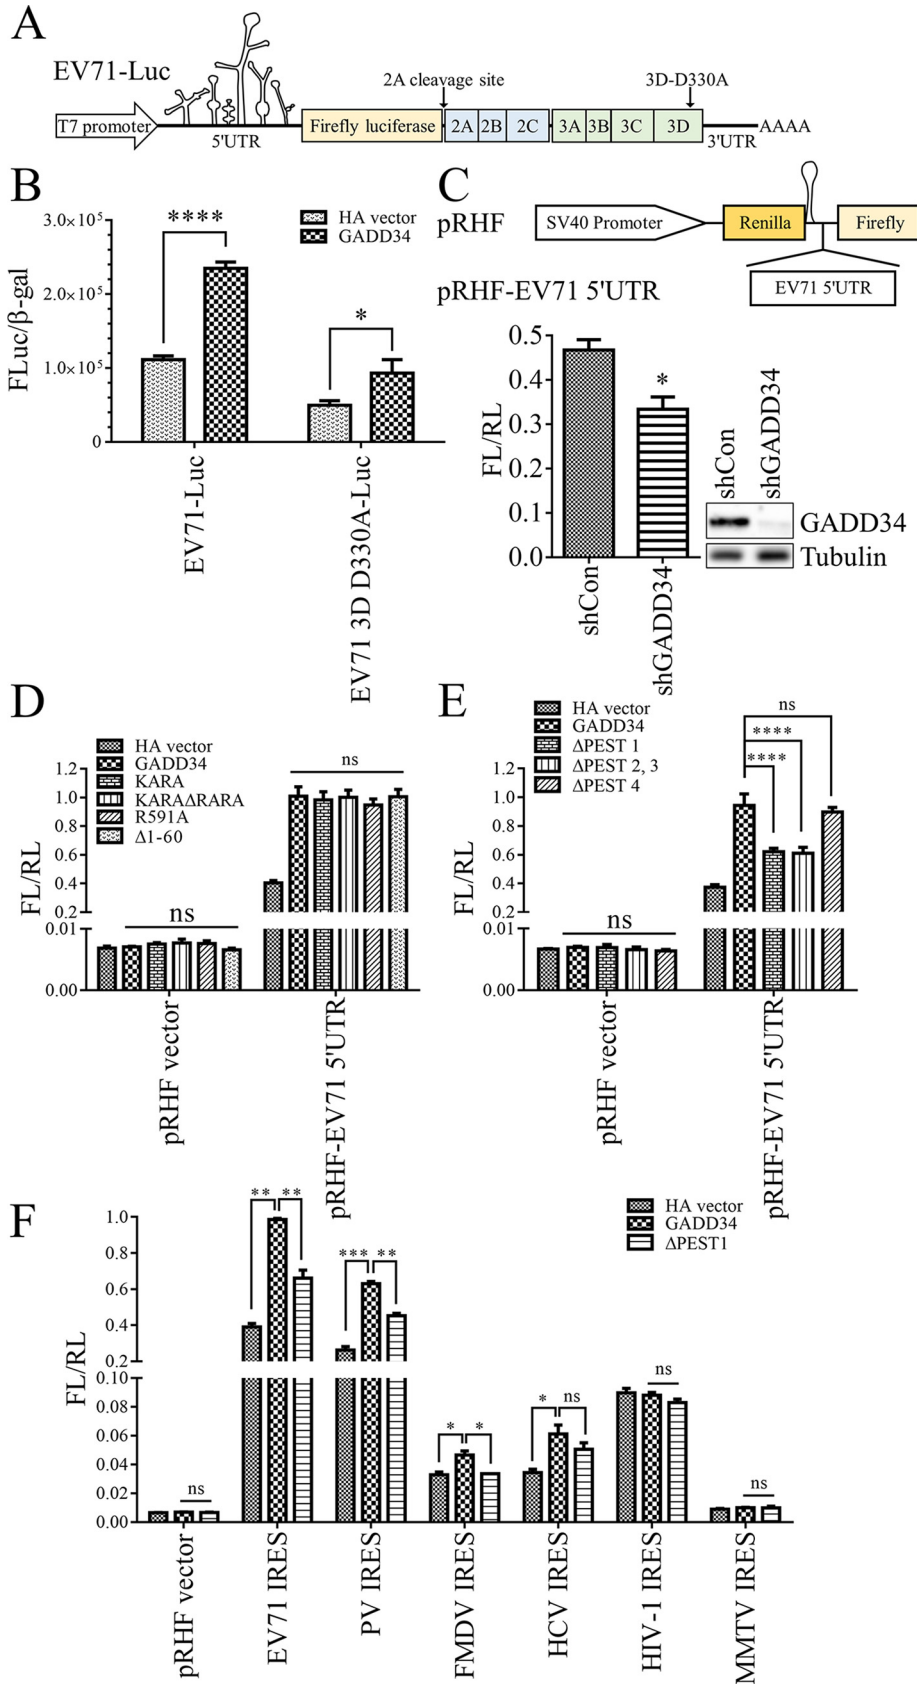 A
EV71-Luc
2A cleavage site
3D-D330A
T7 promoter
5'UTR
Firefly luciferase
2A
2B
2C
3A
3B
3C
3D
3'UTR
AAAA
B
FLuc/β-gal
3.0×10⁵
2.0×10⁵
1.0×10⁵
0
****
*
HA vector
GADD34
EV71-Luc
EV71 3D D330A-Luc
C
pRHF
SV40 Promoter
Renilla
Firefly
EV71 5'UTR
pRHF-EV71 5'UTR
FL/RL
0.5
0.4
0.3
0.2
0.1
0.0
*
shCon
shGADD34
shCon
shGADD34
GADD34
Tubulin
D
HA vector
GADD34
KARA
KARAΔRARA
R591A
Δ1-60
FL/RL
1.2
1.0
0.8
0.6
0.4
0.2
0.01
0.00
ns
ns
pRHF vector
pRHF-EV71 5'UTR
E
HA vector
GADD34
ΔPEST 1
ΔPEST 2, 3
ΔPEST 4
FL/RL
1.2
1.0
0.8
0.6
0.4
0.2
0.01
0.00
ns
****
****
ns
pRHF vector
pRHF-EV71 5'UTR
F
HA vector
GADD34
ΔPEST1
FL/RL
1.0
0.8
0.6
0.4
0.2
0.10
0.08
0.06
0.04
0.02
0.00
ns
** **
*** **
* *
* ns
ns
ns
pRHF vector
EV71 IRES
PV IRES
FMDV IRES
HCV IRES
HIV-1 IRES
MMTV IRES